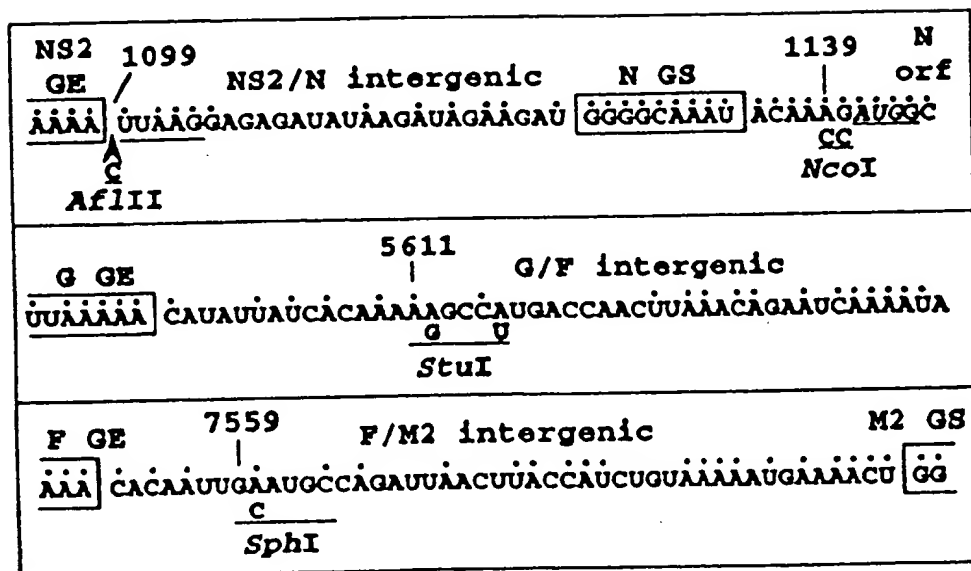 NS2 1099 1139 N
GE NS2/N intergenic N GS orf
AAAA UUAAGGAGAGAUAUAAGAUAGAAGAU GGGGCAAAU ACAAAGAUGGC
C CC
AflII NcoI
5611
G GE G/F intergenic
UUAAAAA CAUAUUAUCACAAAAAGCCAUGACCAACUUAAACAGAAUCAAAAUA
G U
StuI
F GE 7559 F/M2 intergenic M2 GS
AAA CACAAUUGAAUGCCAGAUUAACUUACCAUCUGUAAAAAUGAAAACU GG
C
SphI